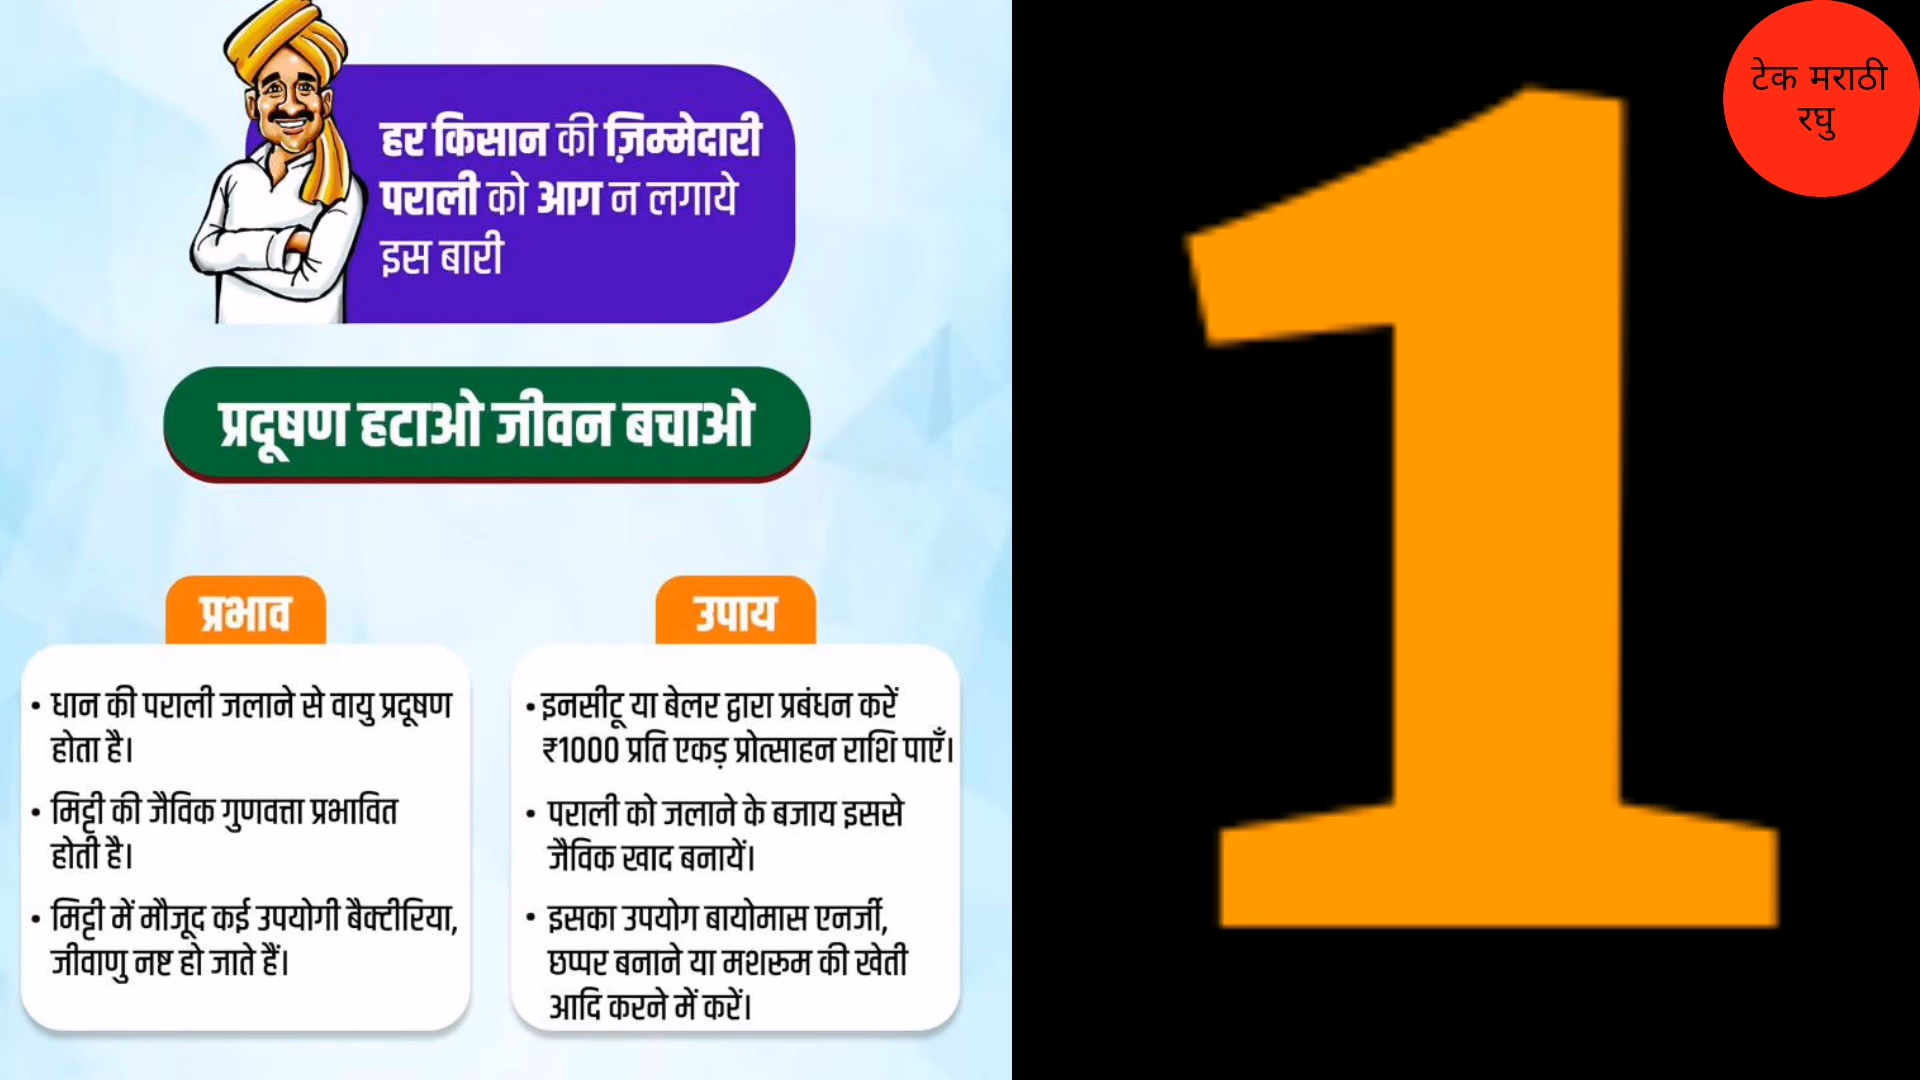 हर किसान की ज़िम्मेदारी
पराली को आग न लगाये
इस बारी
प्रदूषण हटाओ जीवन बचाओ
प्रभाव
• धान की पराली जलाने से वायु प्रदूषण
होता है।
• मिट्टी की जैविक गुणवत्ता प्रभावित
होती है।
• मिट्टी में मौजूद कई उपयोगी बैक्टीरिया,
जीवाणु नष्ट हो जाते हैं।
उपाय
• इनसीटू या बेलर द्वारा प्रबंधन करें
₹1000 प्रति एकड़ प्रोत्साहन राशि पाएँ।
• पराली को जलाने के बजाय इससे
जैविक खाद बनायें।
• इसका उपयोग बायोमास एनर्जी,
छप्पर बनाने या मशरूम की खेती
आदि करने में करें।
1
टेक मराठी
रघु